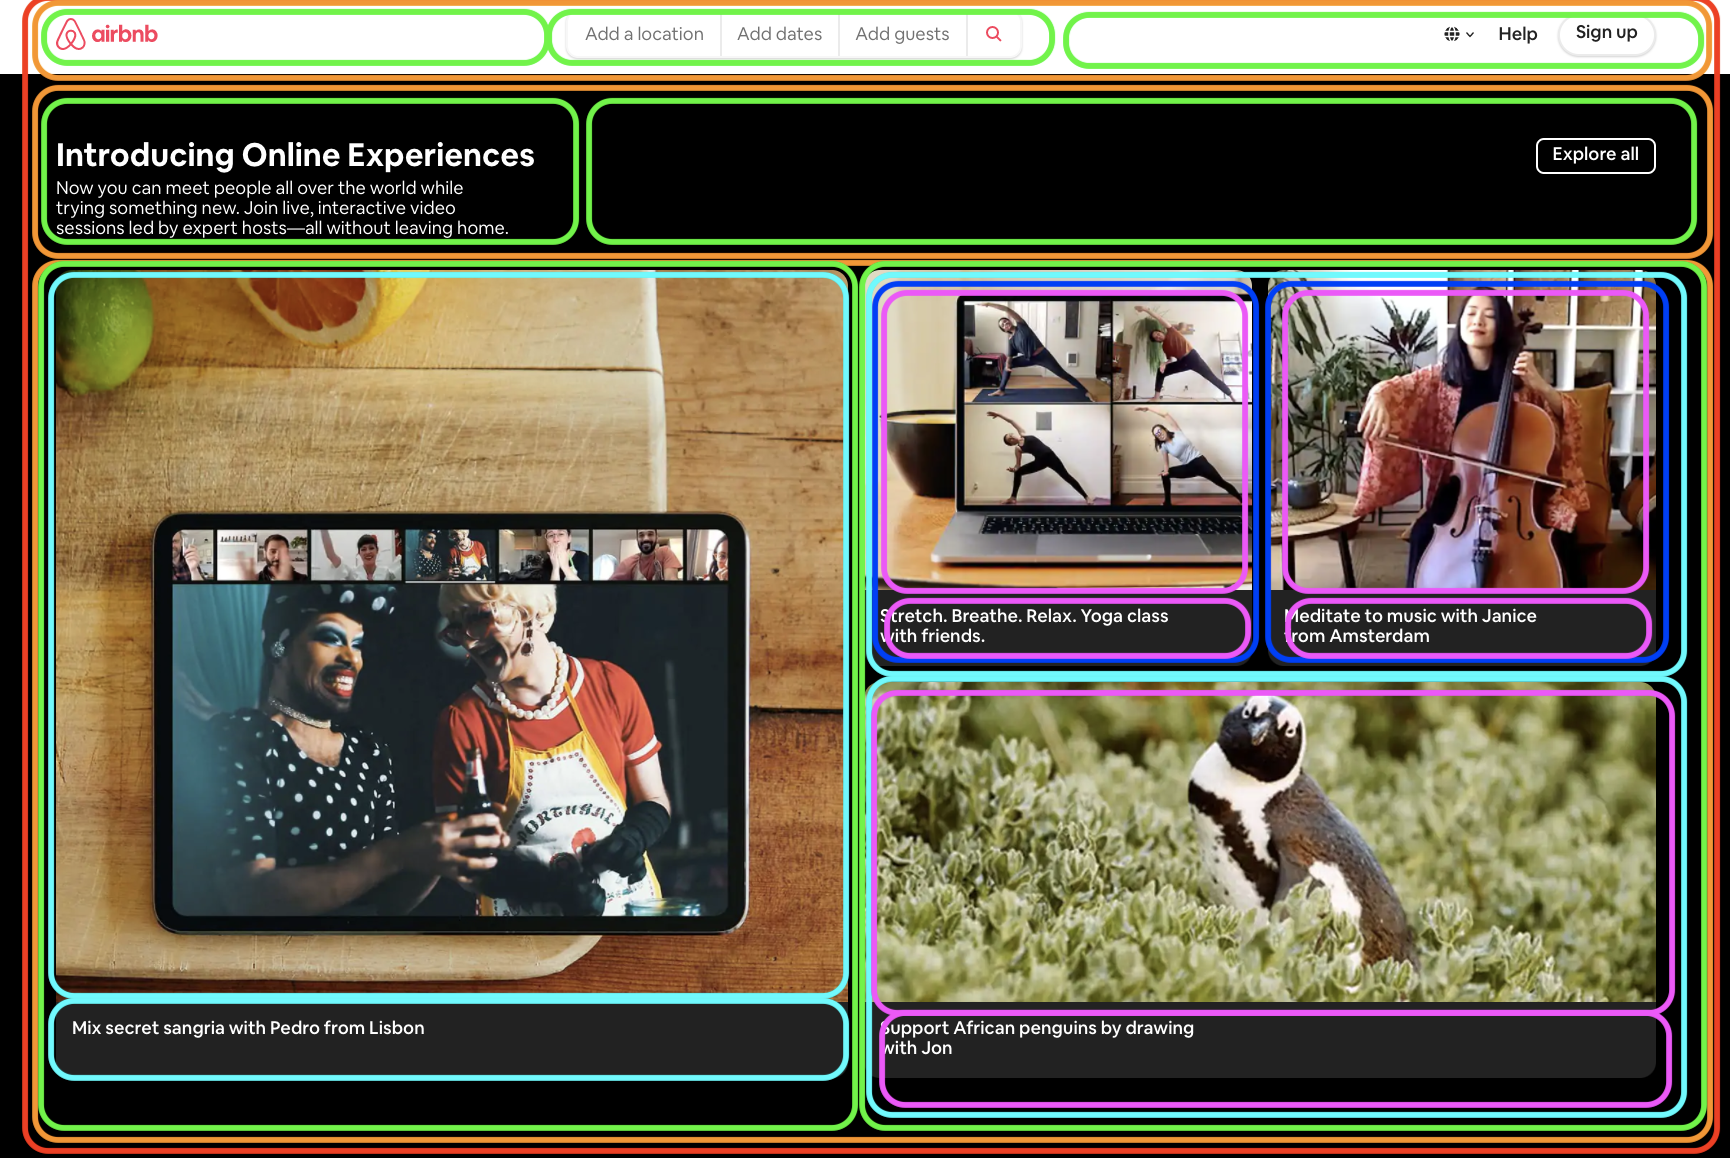 airbnb
Add a location
Add dates
Add guests
Help
Sign up
Introducing Online Experiences
Now you can meet people all over the world while
trying something new. Join live, interactive video
sessions led by expert hosts—all without leaving home.
Explore all
PORTUGAL
Stretch. Breathe. Relax. Yoga class
with friends.
Meditate to music with Janice
from Amsterdam
Mix secret sangria with Pedro from Lisbon
Support African penguins by drawing
with Jon